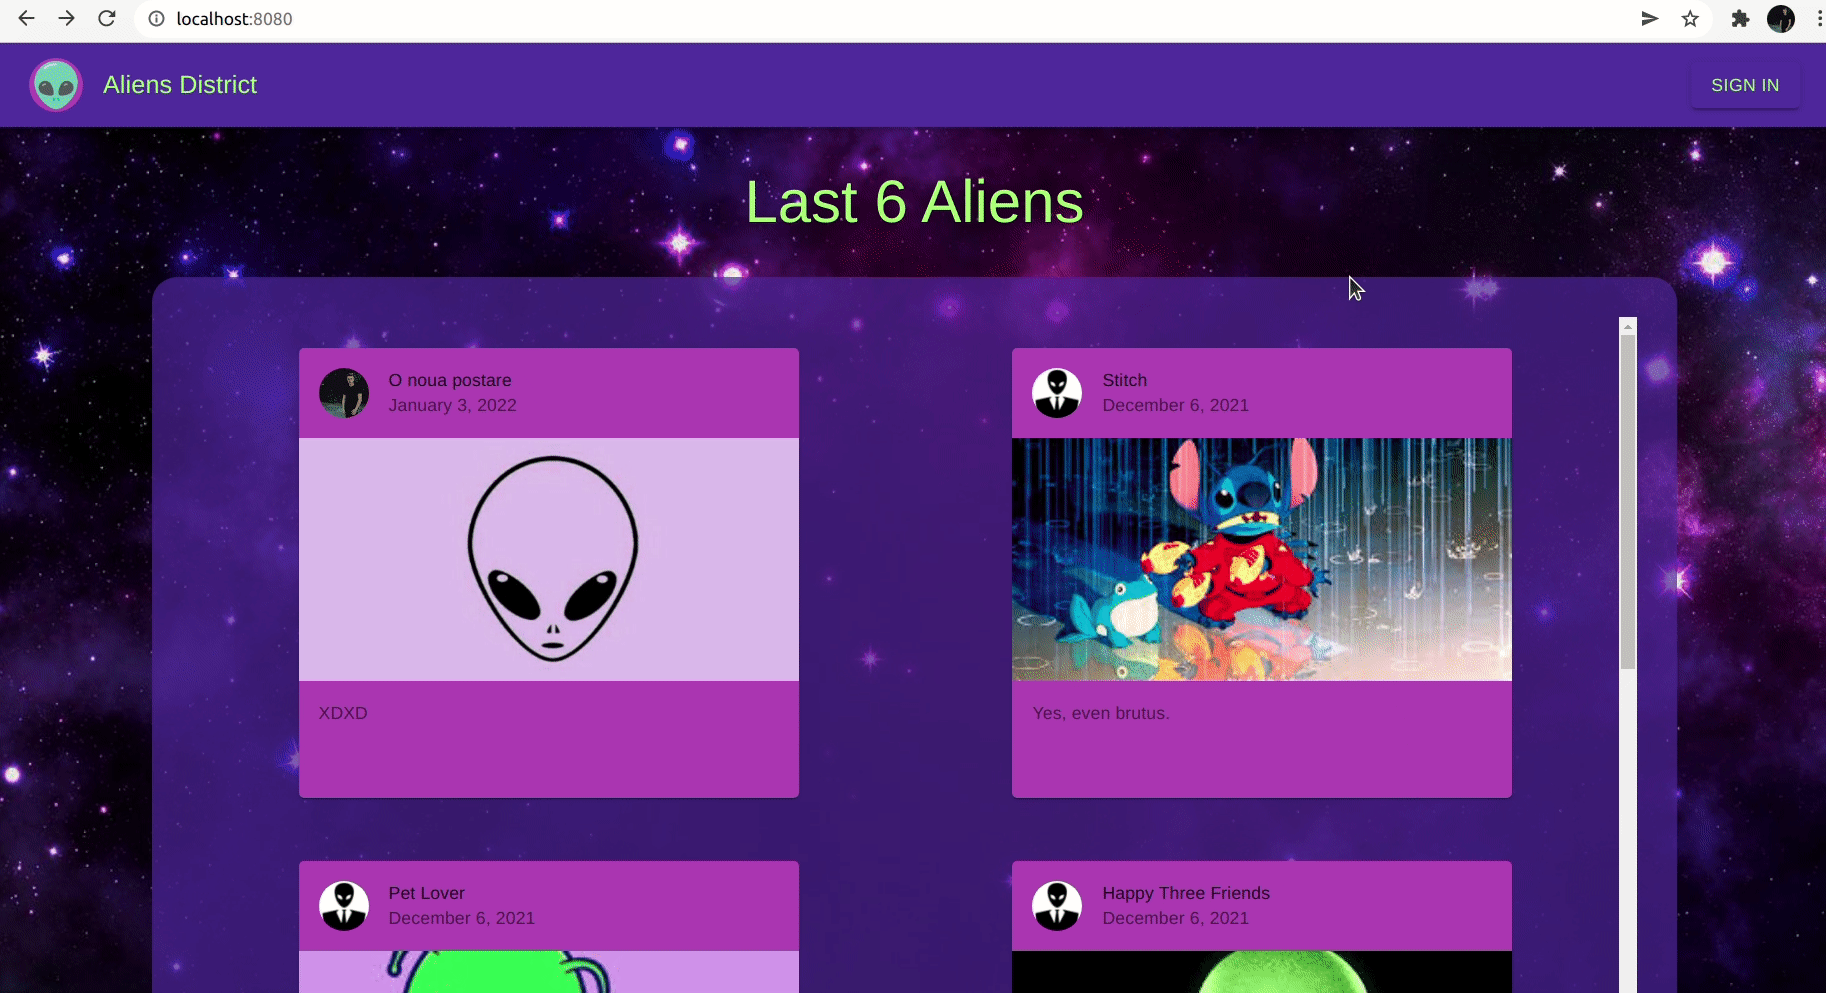 localhost:8080
Aliens District
SIGN IN
Last 6 Aliens
O noua postare
January 3, 2022
XDXD
Stitch
December 6, 2021
Yes, even brutus.
Pet Lover
December 6, 2021
Happy Three Friends
December 6, 2021